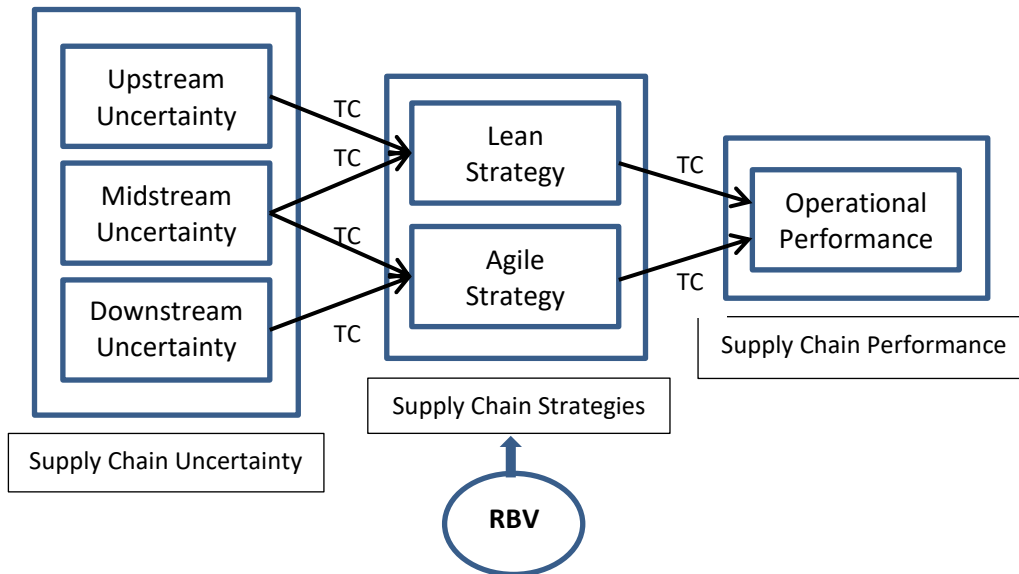 Upstream
Uncertainty
Midstream
Uncertainty
Downstream
Uncertainty
Supply Chain Uncertainty
TC
TC
TC
TC
Lean
Strategy
Agile
Strategy
Supply Chain Strategies
RBV
TC
TC
Operational
Performance
Supply Chain Performance